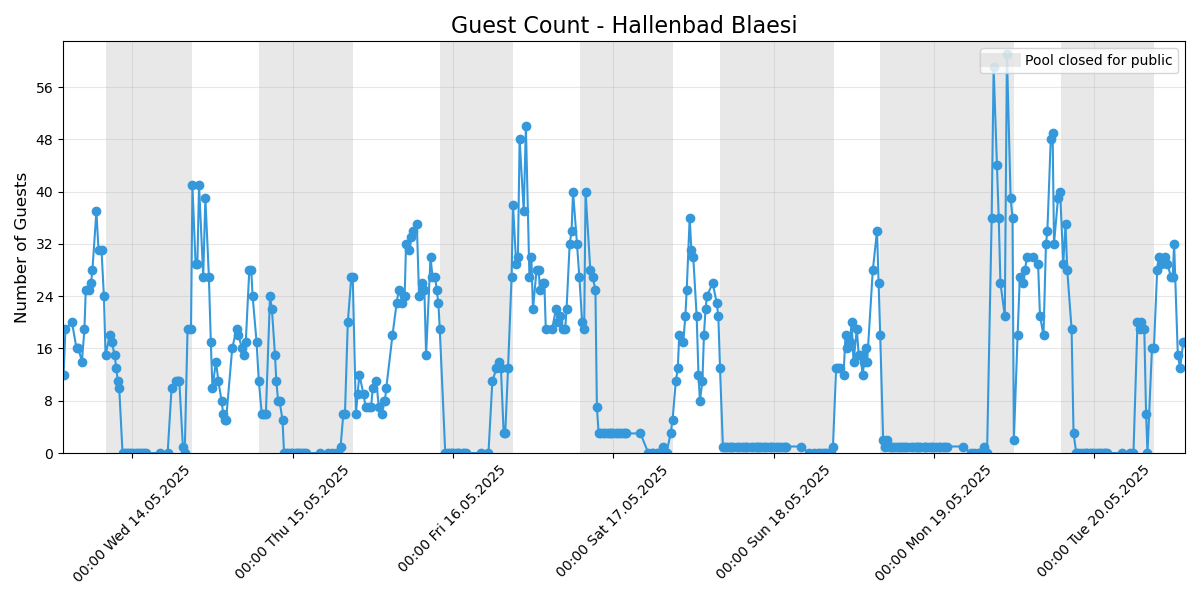 Guest Count - Hallenbad Blaesi
Pool closed for public
Number of Guests
56
48
40
32
24
16
8
0
00:00 Wed 14.05.2025
00:00 Thu 15.05.2025
00:00 Fri 16.05.2025
00:00 Sat 17.05.2025
00:00 Sun 18.05.2025
00:00 Mon 19.05.2025
00:00 Tue 20.05.2025